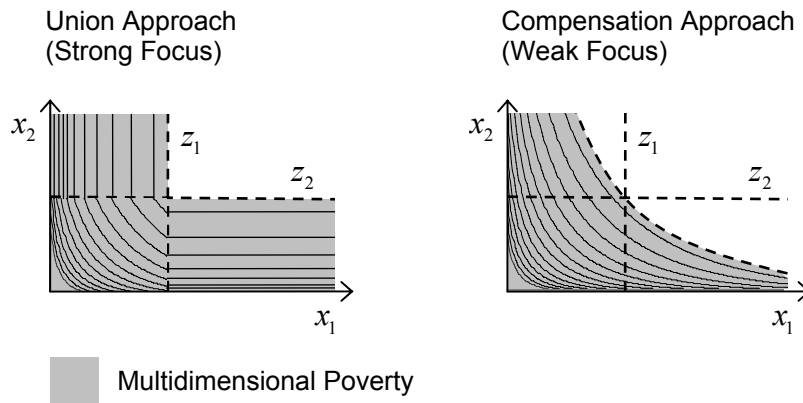 Union Approach
(Strong Focus)
x₂
z₁
z₂
x₁
Compensation Approach
(Weak Focus)
x₂
z₁
z₂
x₁
Multidimensional Poverty